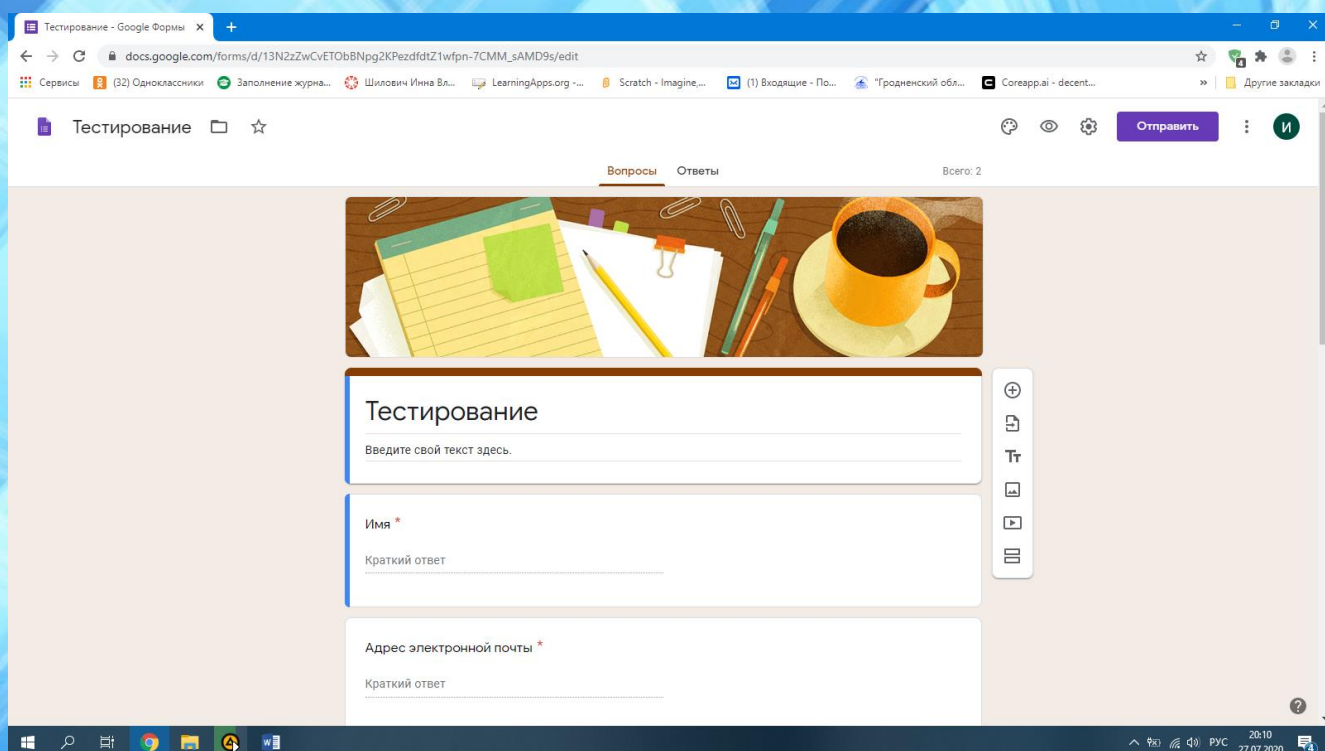 Тестирование - Google Формы
docs.google.com/forms/d/13N2zZwCvETObBNpg2KPezdfdtZ1wfpn-7CMM_sAMD9s/edit
Сервисы (32) Одноклассники Заполнение журна... Шилович Инна Вл... LearningApps.org -... Scratch - Imagine,... (1) Входящие - По... "Гродненский обл... Coreapp.ai - decent... » Другие закладки
Тестирование Отправить И
Вопросы Ответы Всего: 2
Тестирование
Введите свой текст здесь.
Имя *
Краткий ответ
Адрес электронной почты *
Краткий ответ
РУС 20:10
27.07.2020 4